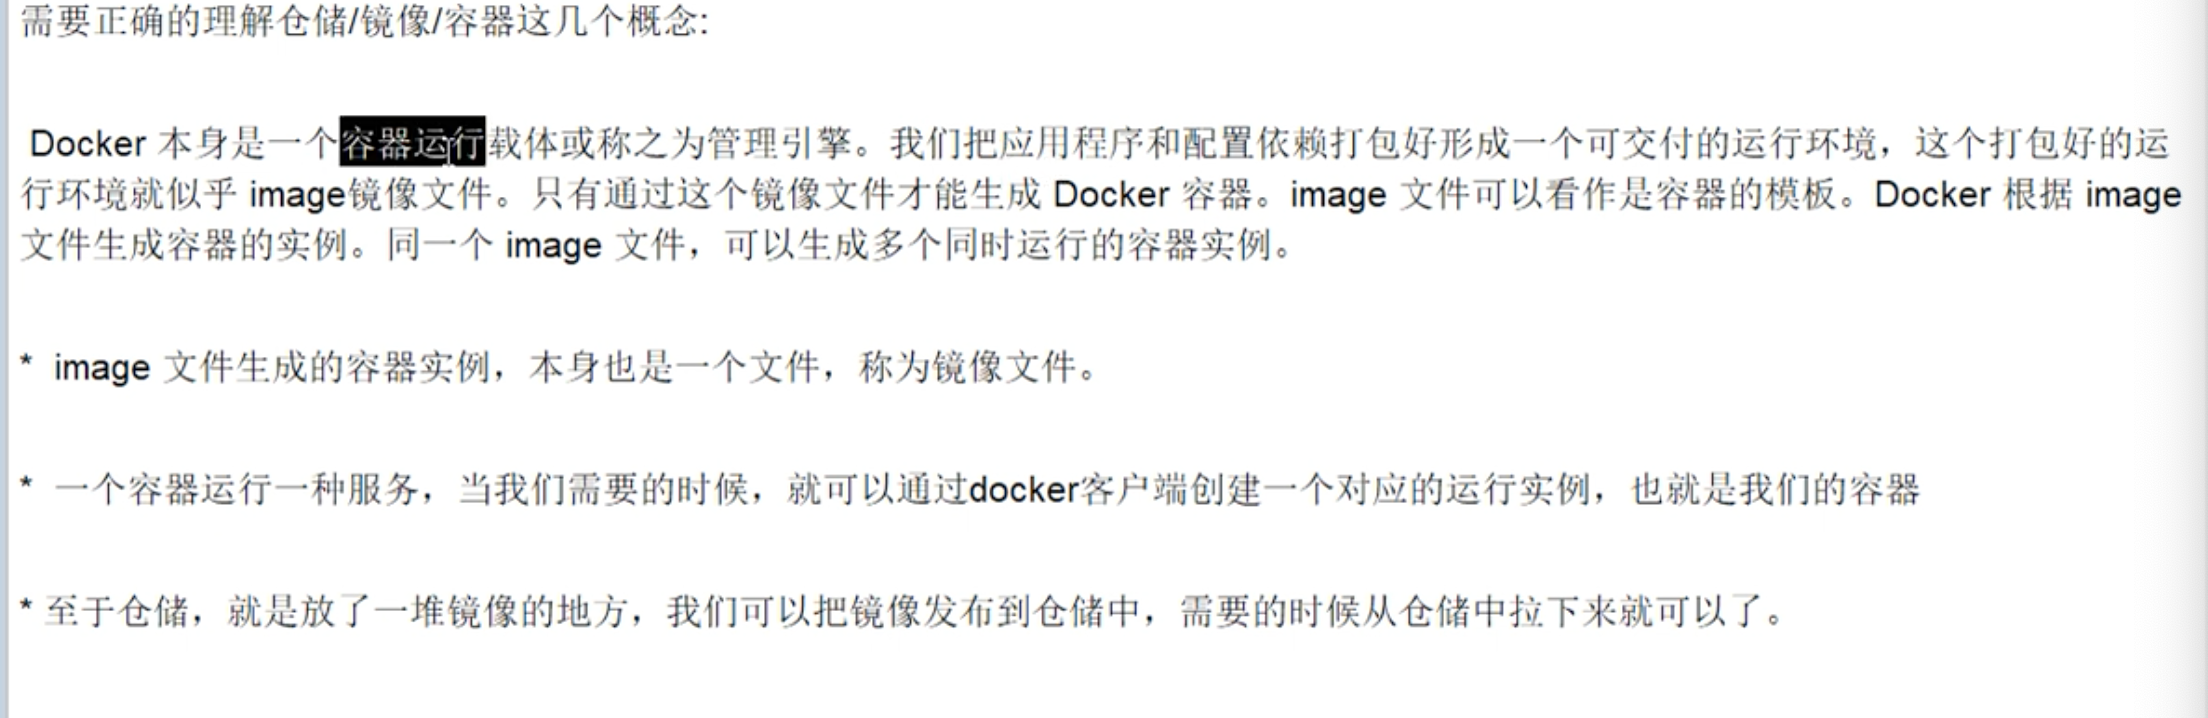 需要正确的理解仓储/镜像/容器这几个概念:
Docker 本身是一个容器运行载体或称之为管理引擎。我们把应用程序和配置依赖打包好形成一个可交付的运行环境，这个打包好的运
行环境就似乎 image镜像文件。只有通过这个镜像文件才能生成 Docker 容器。image 文件可以看作是容器的模板。Docker 根据 image
文件生成容器的实例。同一个 image 文件，可以生成多个同时运行的容器实例。
* image 文件生成的容器实例，本身也是一个文件，称为镜像文件。
* 一个容器运行一种服务，当我们需要的时候，就可以通过docker客户端创建一个对应的运行实例，也就是我们的容器
* 至于仓储，就是放了一堆镜像的地方，我们可以把镜像发布到仓储中，需要的时候从仓储中拉下来就可以了。